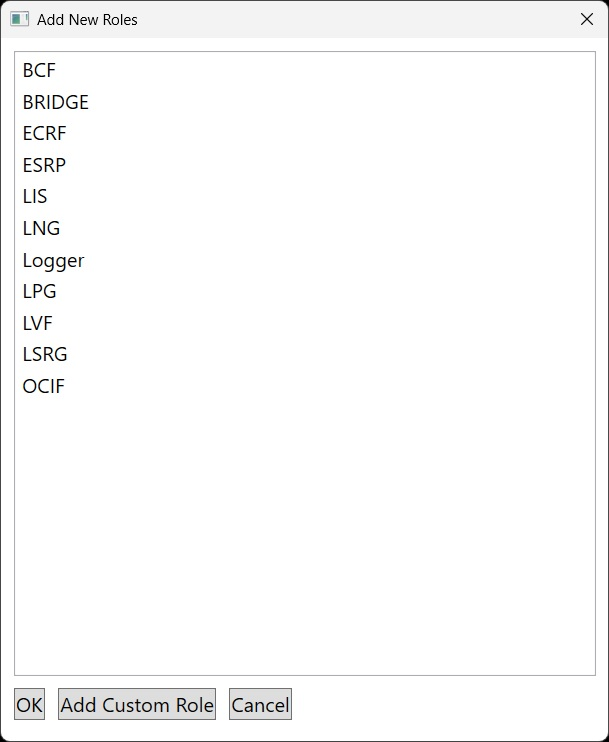 Add New Roles
BCF
BRIDGE
ECRF
ESRP
LIS
LNG
Logger
LPG
LVF
LSRG
OCIF
OK Add Custom Role Cancel